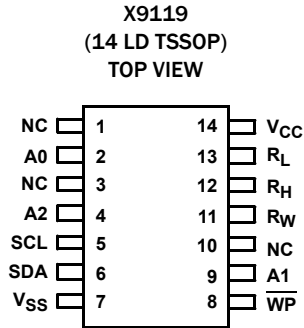 X9119
(14 LD TSSOP)
TOP VIEW
NC 1 14 VCC
A0 2 13 RL
NC 3 12 RH
A2 4 11 RW
SCL 5 10 NC
SDA 6 9 A1
VSS 7 8 WP